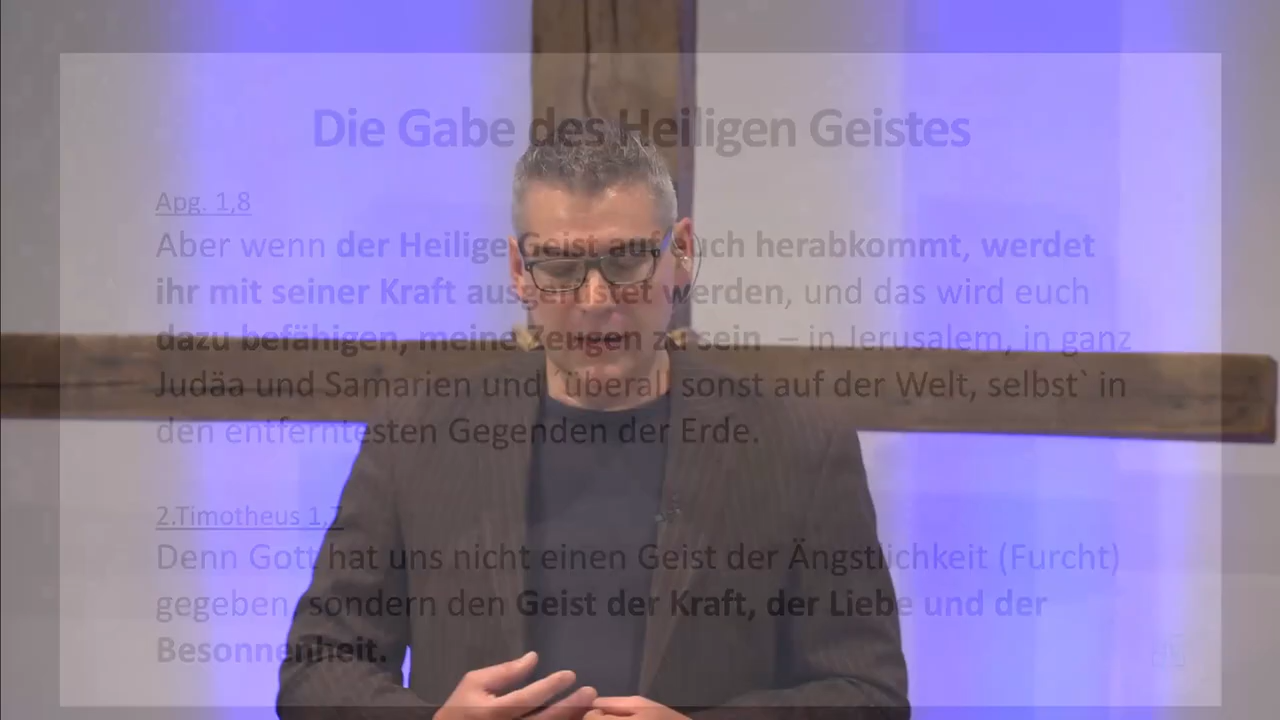 Die Gabe des Heiligen Geistes
Apg. 1,8
Aber wenn der Heilige Geist herabkommt, werdet
ihr mit seiner Kraft werden, und das wird euch
dazu befähigen, meine Zeugen zu sein – in Jerusalem, in ganz
Judäa und Samarien und überall sonst auf der Welt, selbst` in
den entferntesten Gegenden der Erde.
2.Timotheus 1,7
Denn Gott hat uns nicht einen Geist der Ängstlichkeit (Furcht)
gegeben, sondern den Geist der Kraft, der Liebe und der
Besonnenheit.